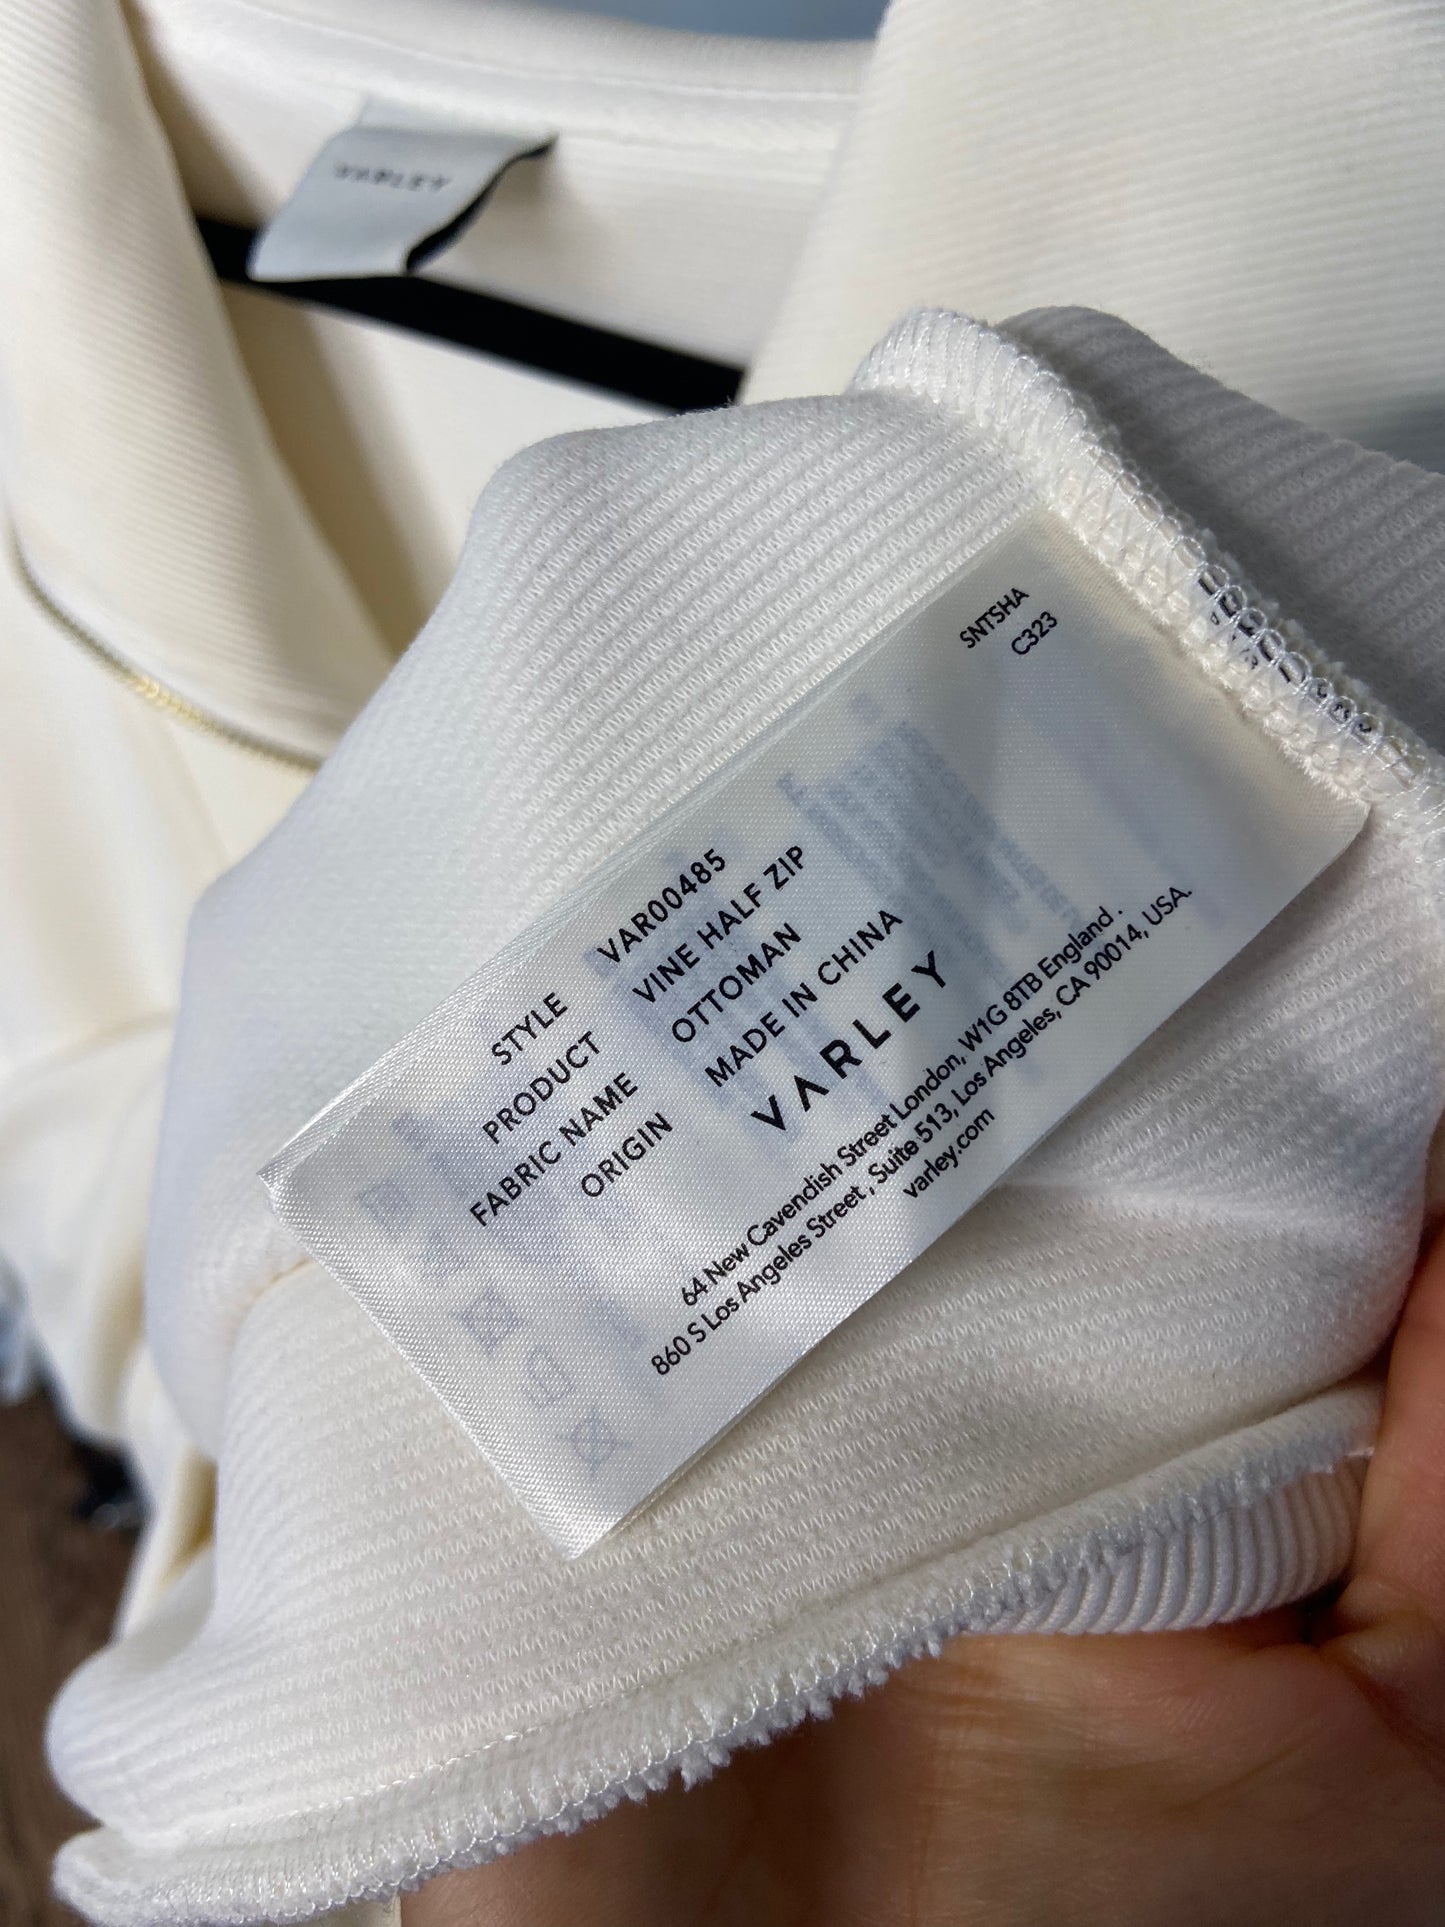 VARLEY
SNTSHA
C323
STYLE VAR00485
PRODUCT VINE HALF ZIP
FABRIC NAME OTTOMAN
ORIGIN MADE IN CHINA
VARLEY
64 New Cavendish Street London, W1G 8TB England .
860 S Los Angeles Street , Suite 513, Los Angeles, CA 90014, USA.
varley.com